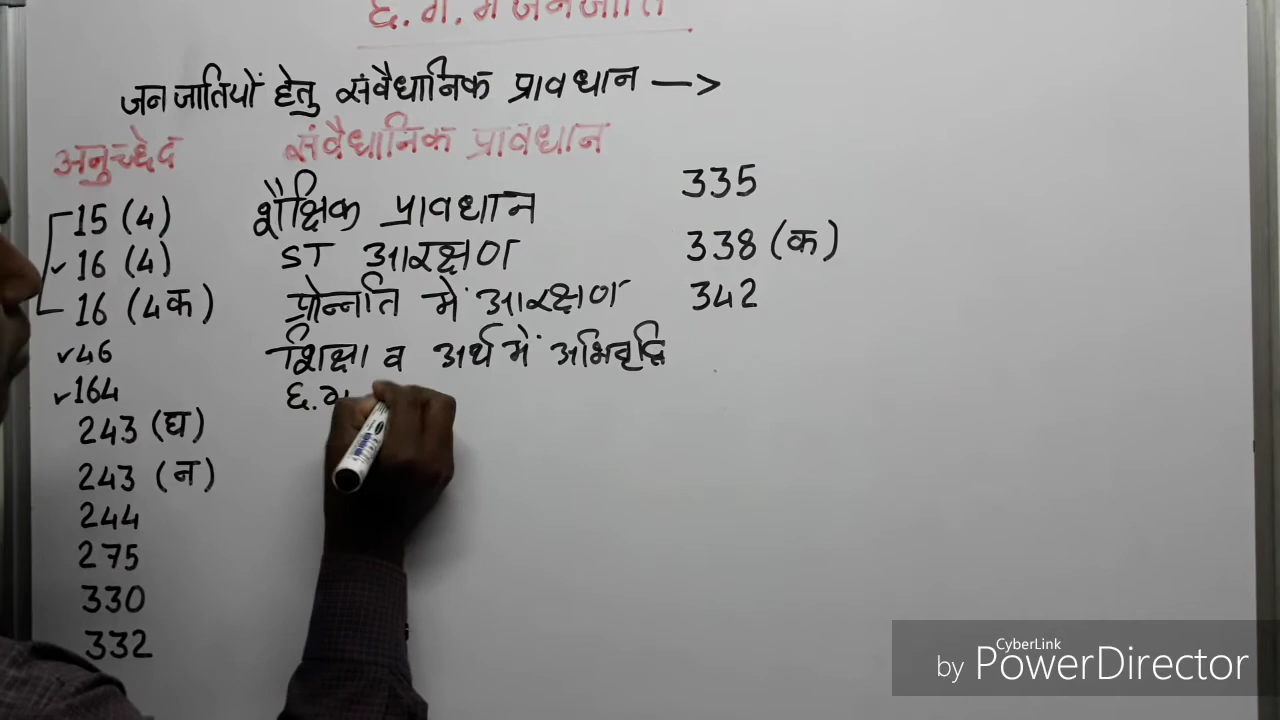 छ. ग. में जनजाति
जन जातियों हेतु संवैधानिक प्रावधान —>
अनुच्छेद संवैधानिक प्रावधान
15 (4) शैक्षिक प्रावधान 335
16 (4) ST आरक्षण 338 (क)
16 (4क) प्रोन्नति में आरक्षण 342
46 शिक्षा व अर्थ में अभिवृद्धि
164 छ.ग.
243 (घ)
243 (न)
244
275
330
332
CyberLink
by PowerDirector